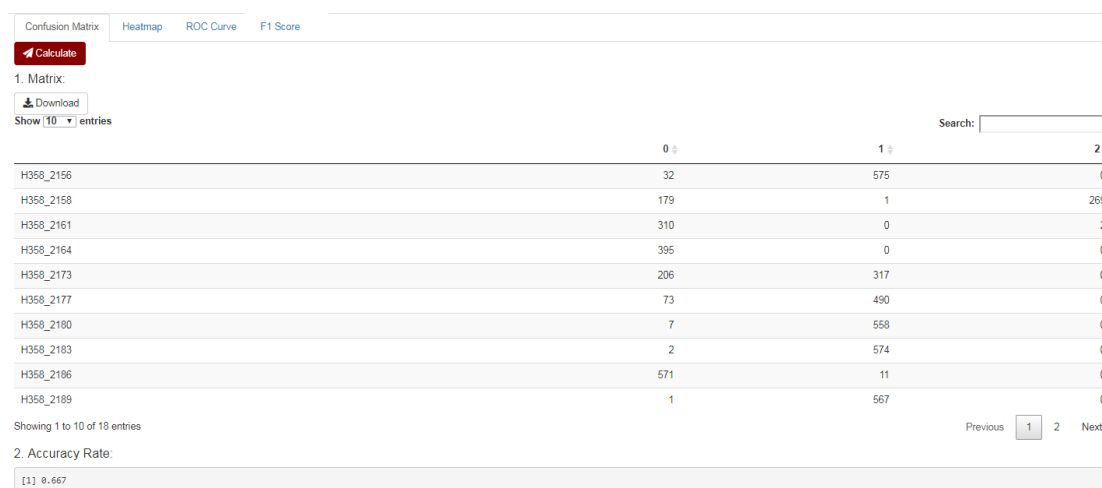 Confusion Matrix Heatmap ROC Curve F1 Score
Calculate
1. Matrix:
Download
Show 10 entries Search:
0 1 2
H358_2156 32 575
H358_2158 179 1 269
H358_2161 310 0
H358_2164 395 0
H358_2173 206 317
H358_2177 73 490
H358_2180 7 558
H358_2183 2 574
H358_2186 571 11
H358_2189 1 567
Showing 1 to 10 of 18 entries Previous 1 2 Next
2. Accuracy Rate:
[1] 0.667